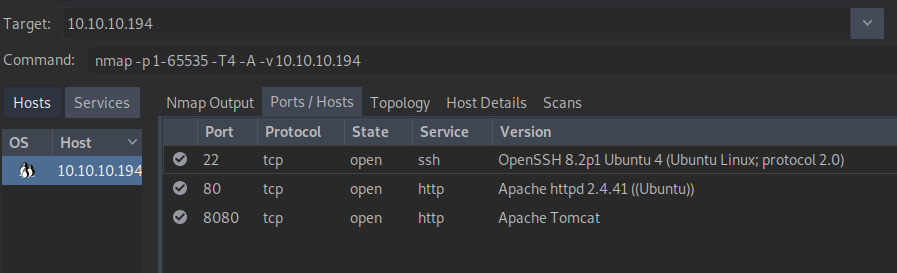 Target: 10.10.10.194
Command: nmap -p 1-65535 -T4 -A -v 10.10.10.194
Hosts Services Nmap Output Ports / Hosts Topology Host Details Scans
OS Host Port Protocol State Service Version
10.10.10.194 22 tcp open ssh OpenSSH 8.2p1 Ubuntu 4 (Ubuntu Linux; protocol 2.0)
80 tcp open http Apache httpd 2.4.41 ((Ubuntu))
8080 tcp open http Apache Tomcat